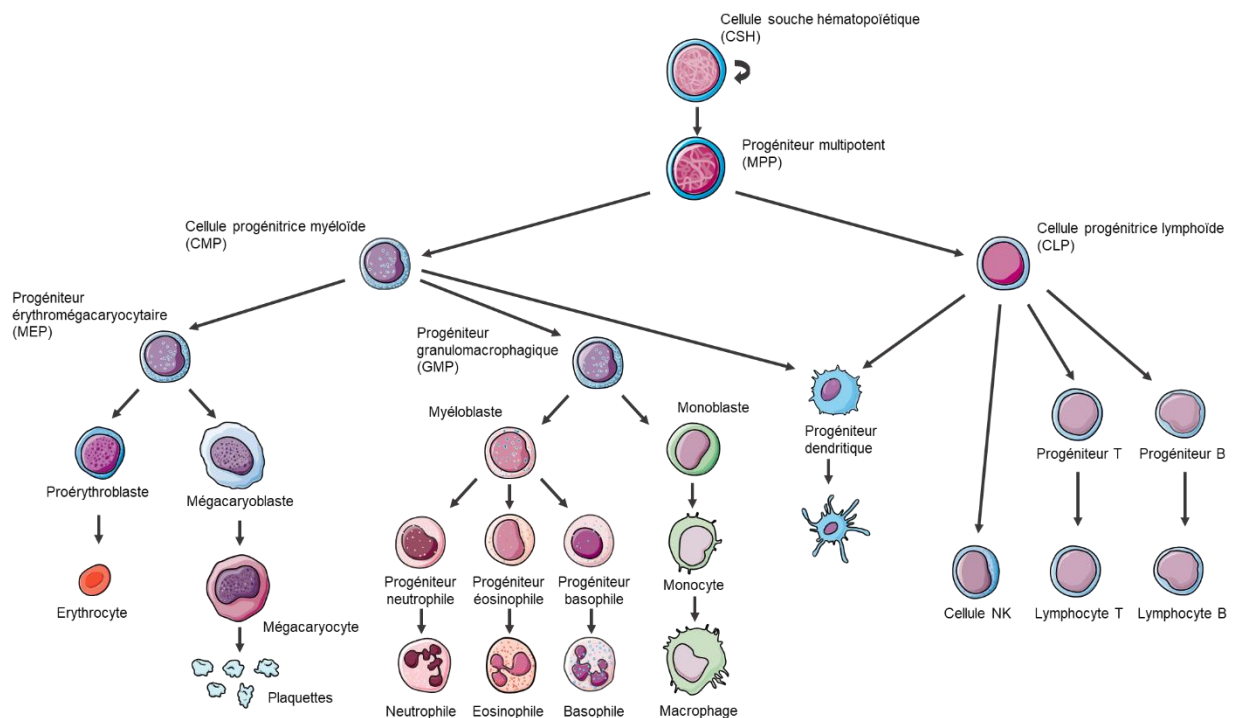 Cellule souche hématopoïétique
(CSH)
Progéniteur multipotent
(MPP)
Cellule progénitrice myéloïde
(CMP)
Cellule progénitrice lymphoïde
(CLP)
Progéniteur
érythromégacaryocytaire
(MEP)
Progéniteur
granulomacrophagique
(GMP)
Myéloblaste
Monoblaste
Progéniteur
dendritique
Progéniteur T
Progéniteur B
Proérythroblaste
Mégacaryoblaste
Progéniteur
neutrophile
Progéniteur
éosinophile
Progéniteur
basophile
Monocyte
Erythrocyte
Mégacaryocyte
Cellule NK
Lymphocyte T
Lymphocyte B
Plaquettes
Neutrophile
Eosinophile
Basophile
Macrophage